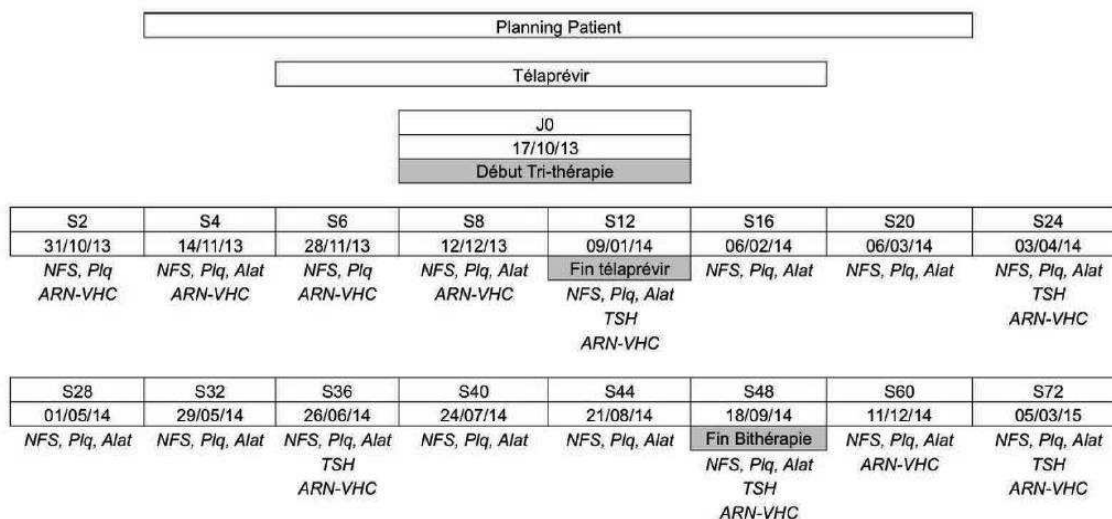 Planning Patient
Télaprévir
J0
17/10/13
Début Tri-thérapie
S2 S4 S6 S8 S12 S16 S20 S24
31/10/13 14/11/13 28/11/13 12/12/13 09/01/14 06/02/14 06/03/14 03/04/14
NFS, Plq NFS, Plq, Alat NFS, Plq NFS, Plq, Alat Fin télaprévir NFS, Plq, Alat NFS, Plq, Alat NFS, Plq, Alat
ARN-VHC ARN-VHC ARN-VHC ARN-VHC NFS, Plq, Alat TSH
TSH ARN-VHC
ARN-VHC
S28 S32 S36 S40 S44 S48 S60 S72
01/05/14 29/05/14 26/06/14 24/07/14 21/08/14 18/09/14 11/12/14 05/03/15
NFS, Plq, Alat NFS, Plq, Alat NFS, Plq, Alat NFS, Plq, Alat NFS, Plq, Alat Fin Bithérapie NFS, Plq, Alat NFS, Plq, Alat
TSH NFS, Plq, Alat ARN-VHC TSH
ARN-VHC TSH ARN-VHC
ARN-VHC